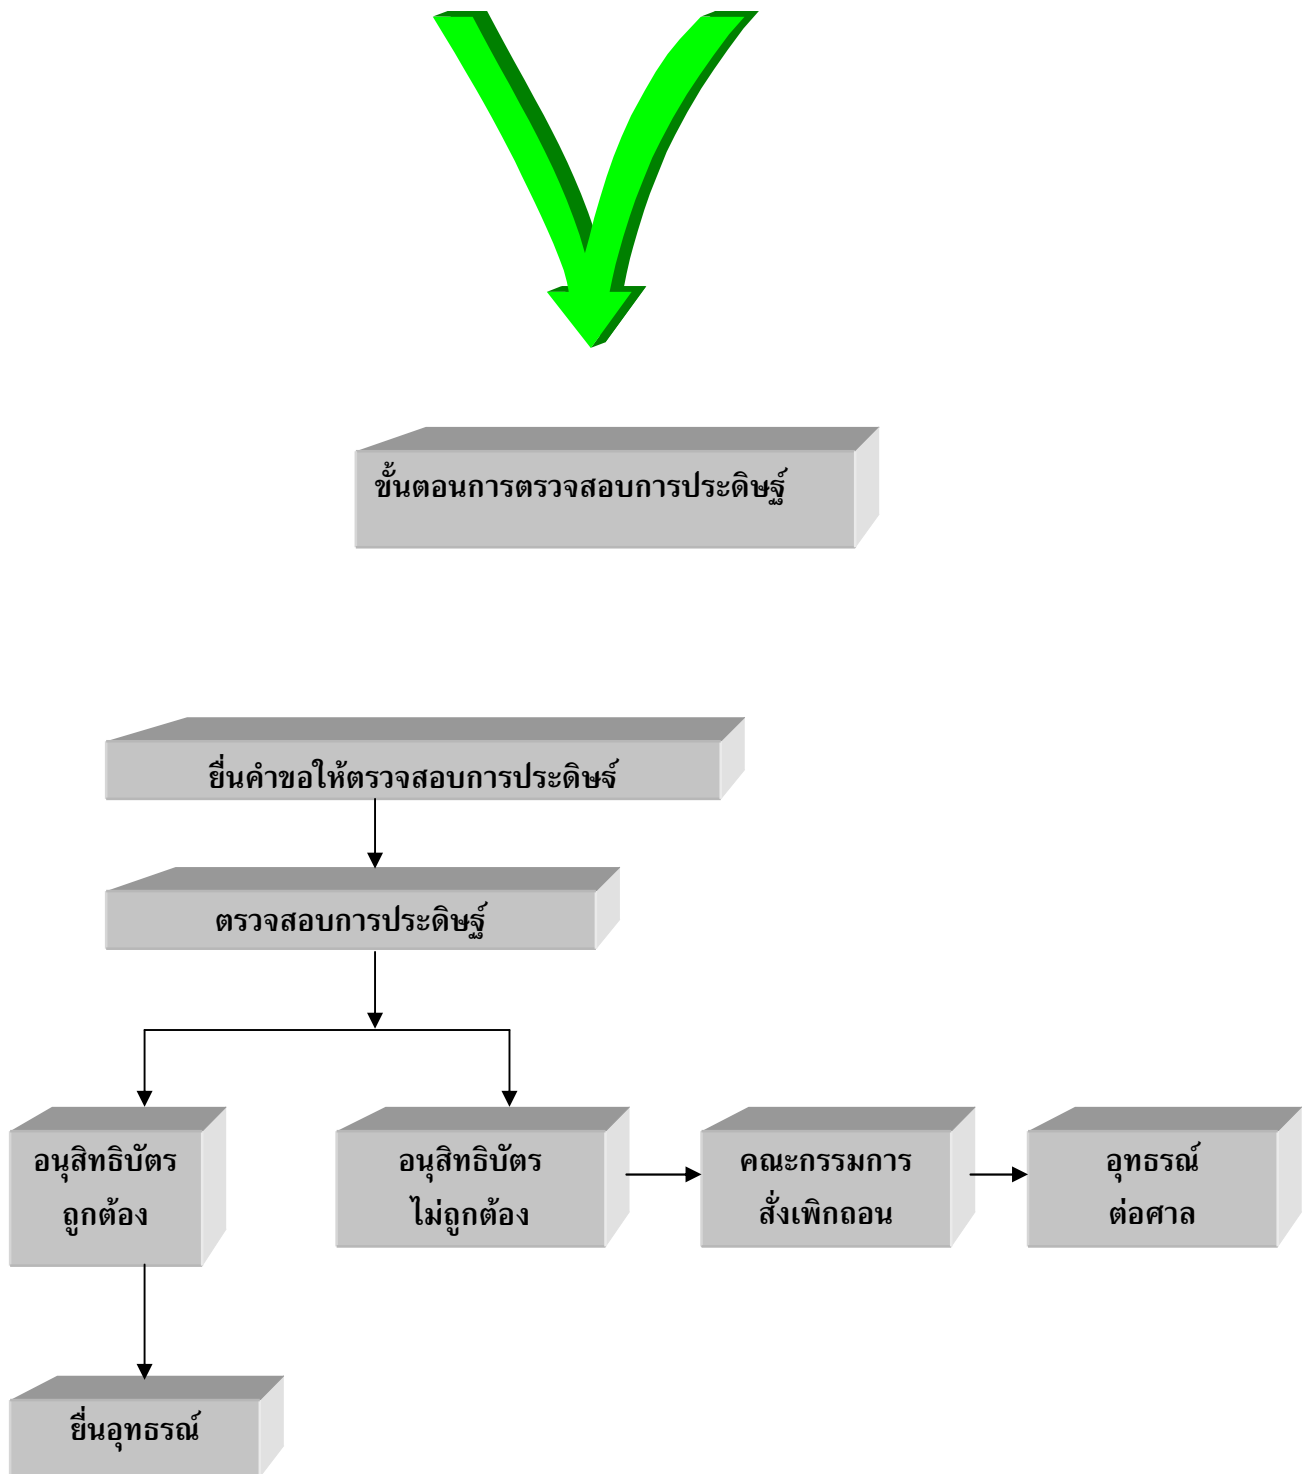 ขั้นตอนการตรวจสอบการประดิษฐ์
ยื่นคำขอให้ตรวจสอบการประดิษจ์
ตรวจสอบการประดิษฐ์
อนุสิทธิบัตร
ถูกต้อง
อนุสิทธิบัตร
ไม่ถูกต้อง
คณะกรรมการ
สั่งเพิกถอน
อุทธรณ์
ต่อศาล
ยื่นอุทธรณ์